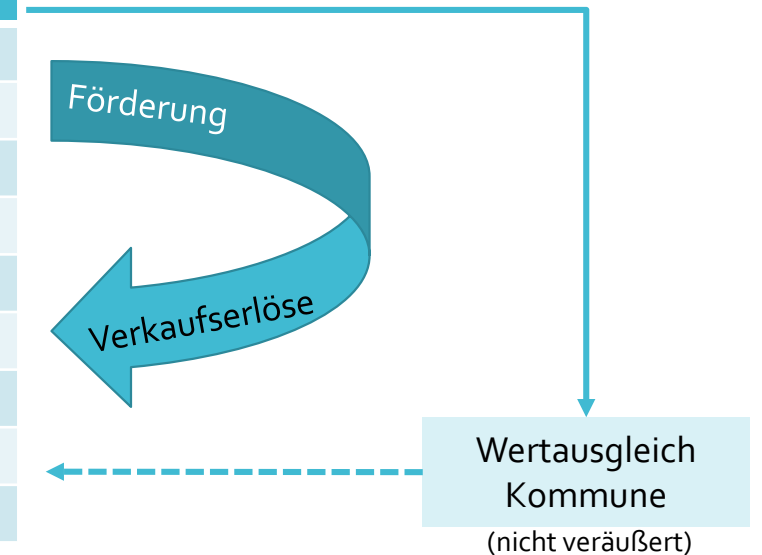 Förderung
Verkaufserlöse
Wertausgleich
Kommune
(nicht veräußert)